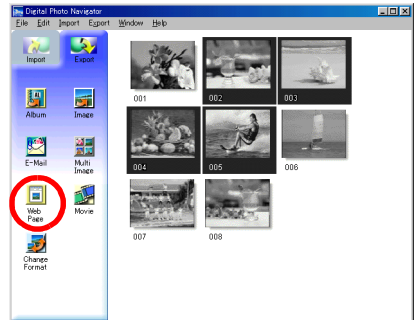 Digital Photo Navigator
File Edit Import Export Window Help
Import Export
Album Image
E-Mail Multi Image
Web Page Movie
Change Format
001 002 003
004 005 006
007 008